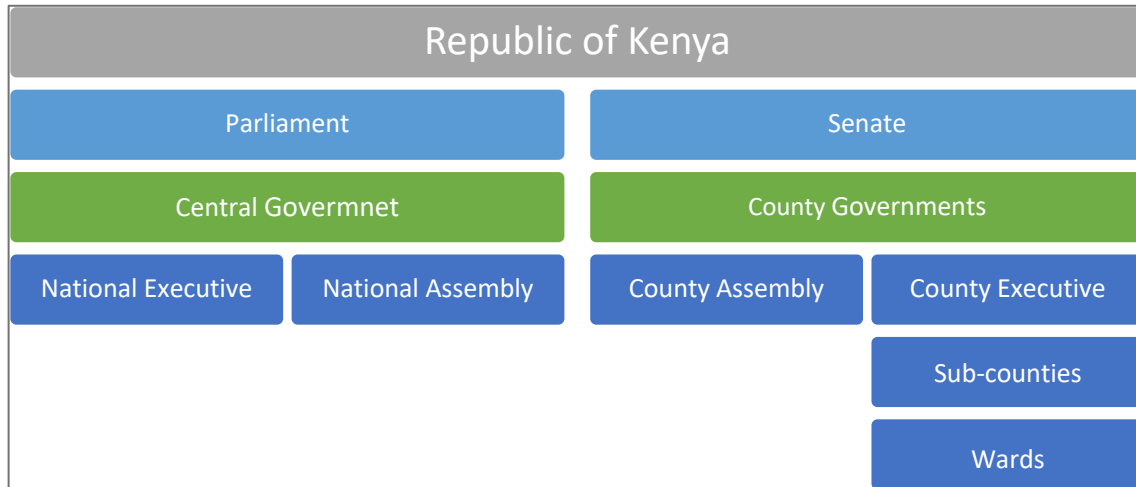 Republic of Kenya
Parliament
Senate
Central Govermnet
County Governments
National Executive
National Assembly
County Assembly
County Executive
Sub-counties
Wards